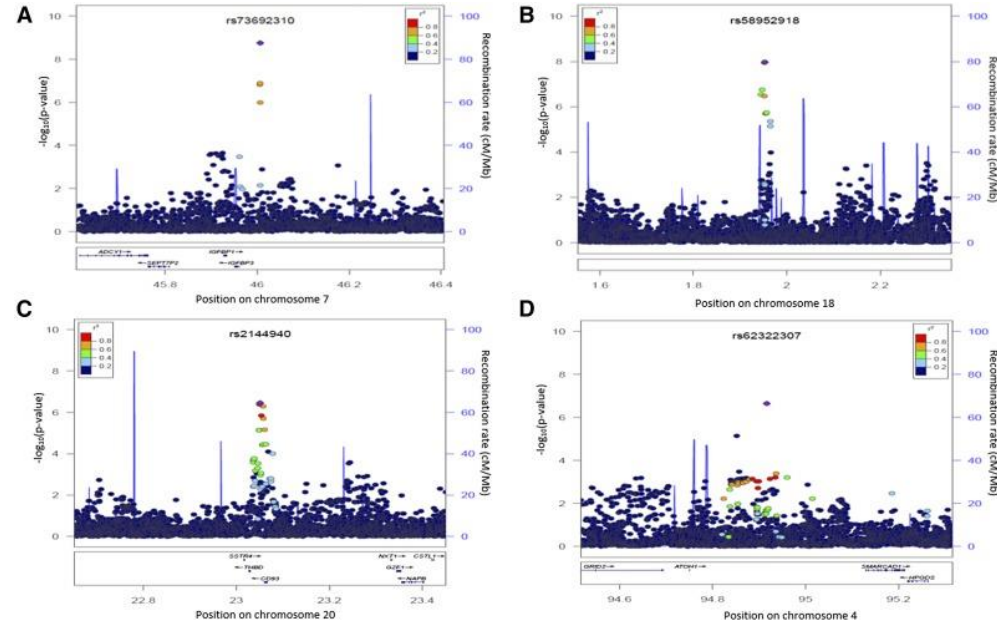 A
rs73692310
r²
0.8
0.6
0.4
0.2
10
8
6
4
2
0
-log₁₀(p-value)
100
80
60
40
20
0
Recombination rate (cM/Mb)
ADCY1→ IGFBP1→
←SEPT7P2 ←IGFBP3
45.8 46 46.2 46.4
Position on chromosome 7
B
rs58952918
r²
0.8
0.6
0.4
0.2
10
8
6
4
2
0
-log₁₀(p-value)
100
80
60
40
20
0
Recombination rate (cM/Mb)
1.6 1.8 2 2.2
Position on chromosome 18
C
rs2144940
r²
0.8
0.6
0.4
0.2
10
8
6
4
2
0
-log₁₀(p-value)
100
80
60
40
20
0
Recombination rate (cM/Mb)
SSTR4→ NXT1→ CSTL1→
←THBD GZF1→
←CD93 ←NAPB
22.8 23 23.2 23.4
Position on chromosome 20
D
rs62322307
r²
0.8
0.6
0.4
0.2
10
8
6
4
2
0
-log₁₀(p-value)
100
80
60
40
20
0
Recombination rate (cM/Mb)
GRID2→ ATOH1→ SMARCAD1→
←HPGDS
94.6 94.8 95 95.2
Position on chromosome 4